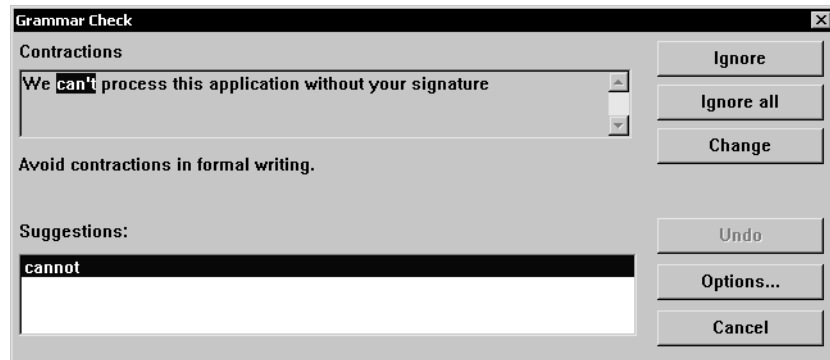 Grammar Check
Contractions
We can't process this application without your signature
Avoid contractions in formal writing.
Suggestions:
cannot
Ignore
Ignore all
Change
Undo
Options...
Cancel